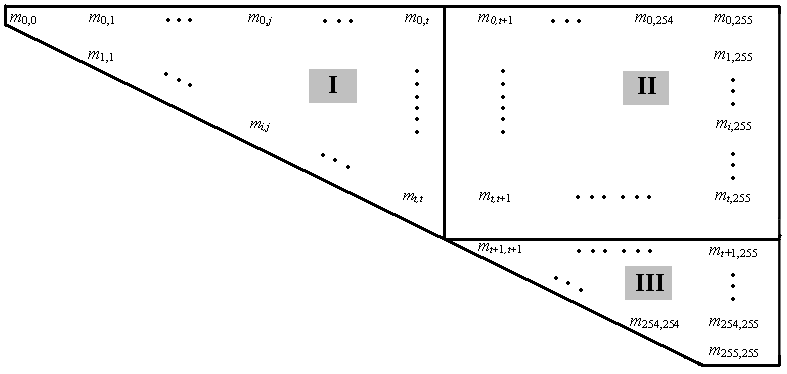 m0,0 m0,1 ••• m0,j ••• m0,t m0,t+1 ••• m0,254 m0,255
m1,1 m1,255
I II
mi,j mi,255
mt,t mt,t+1 ••• ••• mt,255
mt+1,t+1 ••• ••• mt+1,255
III
m254,254 m254,255
m255,255